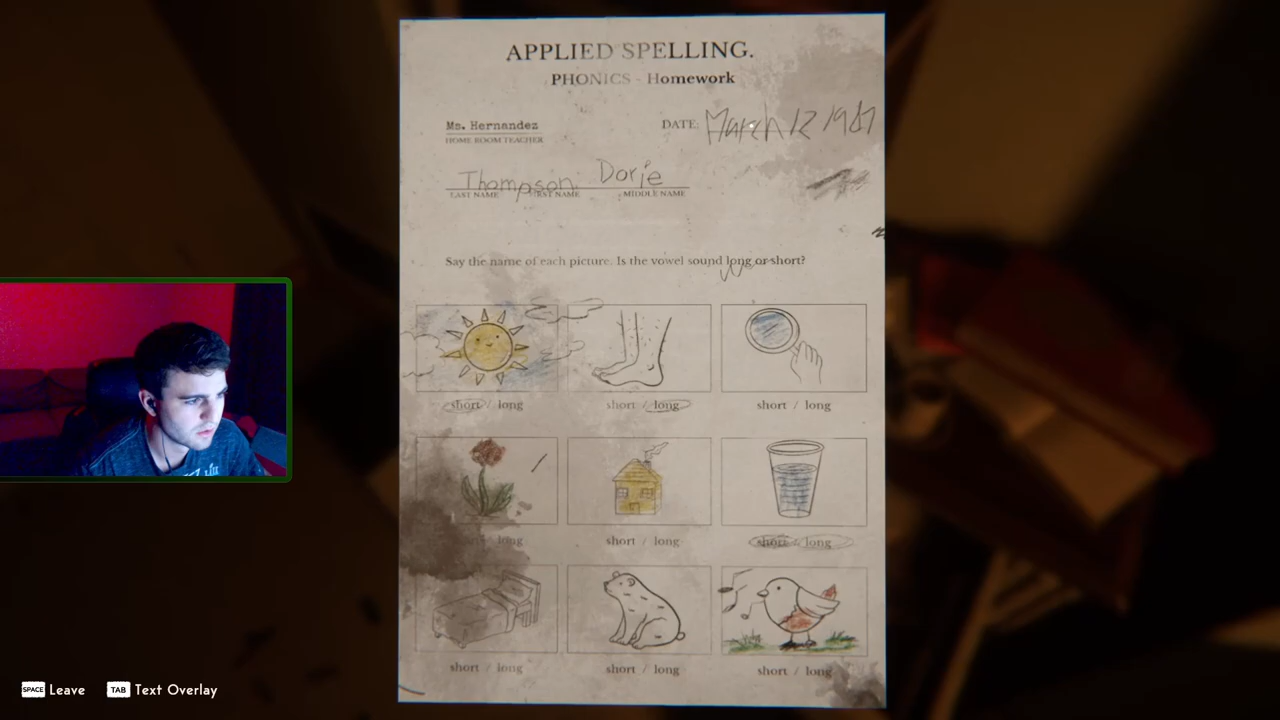 APPLIED SPELLING.
PHONICS - Homework
Ms. Hernandez
DATE: March 12
HOME ROOM TEACHER
Thompson Dorie
LAST NAME FIRST NAME MIDDLE NAME
Say the name of each picture. Is the vowel sound long or short?
short / long short / long short / long
long short / long short / long
short / long short / long short / long
SPACE Leave TAB Text Overlay